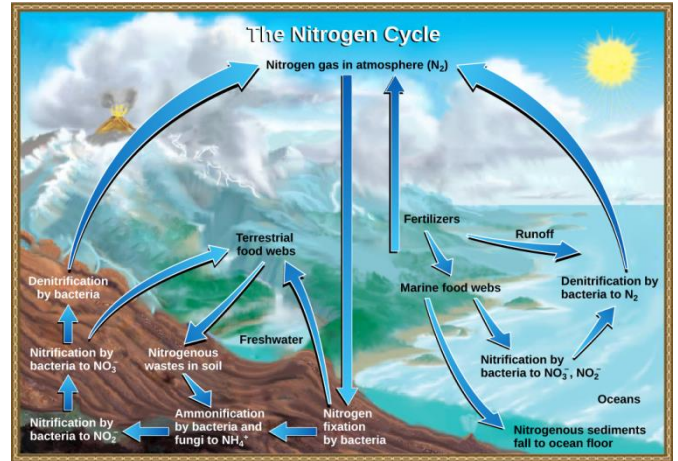 The Nitrogen Cycle
Nitrogen gas in atmosphere (N₂)
Fertilizers
Runoff
Terrestrial
food webs
Denitrification
by bacteria
Marine food webs
Denitrification by
bacteria to N₂
Freshwater
Nitrification by
bacteria to NO₃
Nitrogenous
wastes in soil
Nitrification by
bacteria to NO₃⁻, NO₂⁻
Oceans
Nitrification by
bacteria to NO₂⁻
Ammonification
by bacteria and
fungi to NH₄⁺
Nitrogen
fixation
by bacteria
Nitrogenous sediments
fall to ocean floor